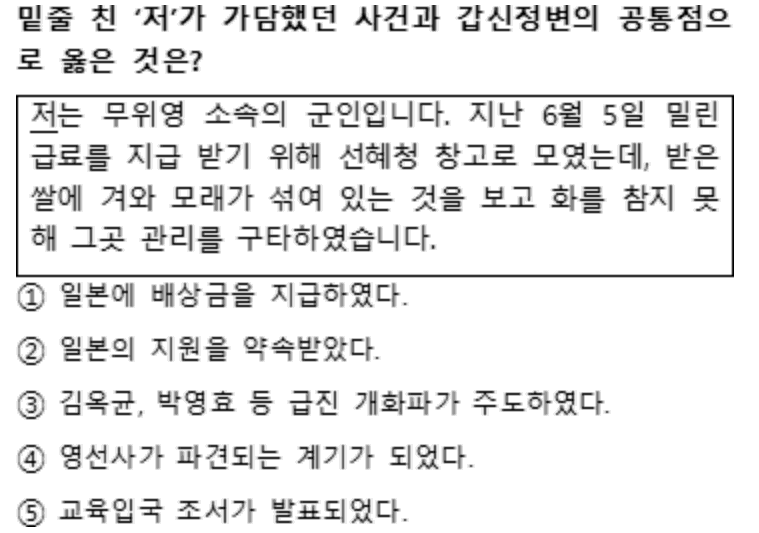 밑줄 친 ‘저’가 가담했던 사건과 갑신정변의 공통점으
로 옳은 것은?
저는 무위영 소속의 군인입니다. 지난 6월 5일 밀린
급료를 지급 받기 위해 선혜청 창고로 모였는데, 받은
쌀에 겨와 모래가 섞여 있는 것을 보고 화를 참지 못
해 그곳 관리를 구타하였습니다.
① 일본에 배상금을 지급하였다.
② 일본의 지원을 약속받았다.
③ 김옥균, 박영효 등 급진 개화파가 주도하였다.
④ 영선사가 파견되는 계기가 되었다.
⑤ 교육입국 조서가 발표되었다.